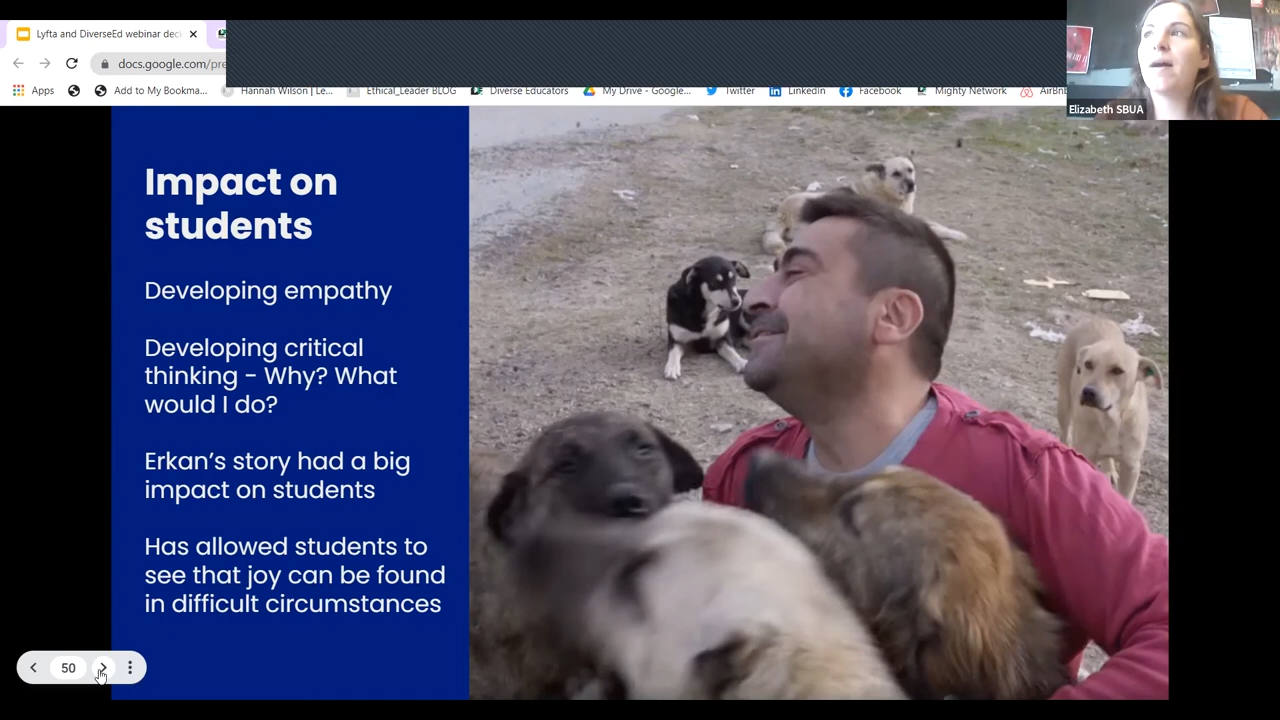 Lyfta and DiverseEd webinar dec
docs.google.com/pre
Apps
Add to My Bookma...
Hannah Wilson | Le...
Ethical_Leader BLOG
Diverse Educators
My Drive - Google...
Twitter
LinkedIn
Facebook
Mighty Network
AirBnb
Elizabeth SBUA
Impact on
students
Developing empathy
Developing critical
thinking - Why? What
would I do?
Erkan's story had a big
impact on students
Has allowed students to
see that joy can be found
in difficult circumstances
50